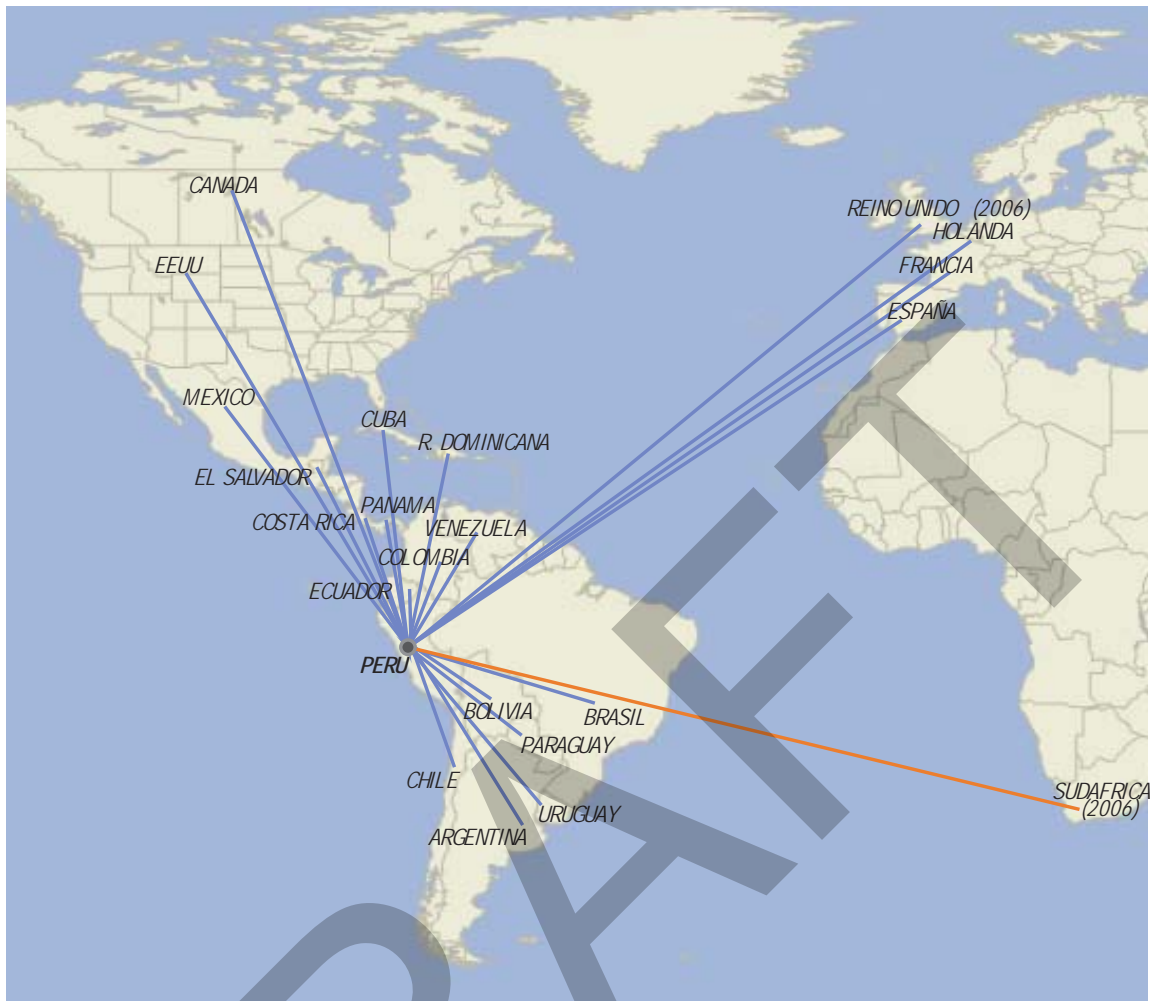 CANADA
REINO UNIDO (2006)
HOLANDA
EEUU
FRANCIA
ESPAÑA
MEXICO
CUBA
R. DOMINICANA
EL SALVADOR
PANAMA
COSTA RICA
VENEZUELA
COLOMBIA
ECUADOR
PERU
BOLIVIA
BRASIL
PARAGUAY
CHILE
SUDAFRICA
(2006)
URUGUAY
ARGENTINA
RAFT